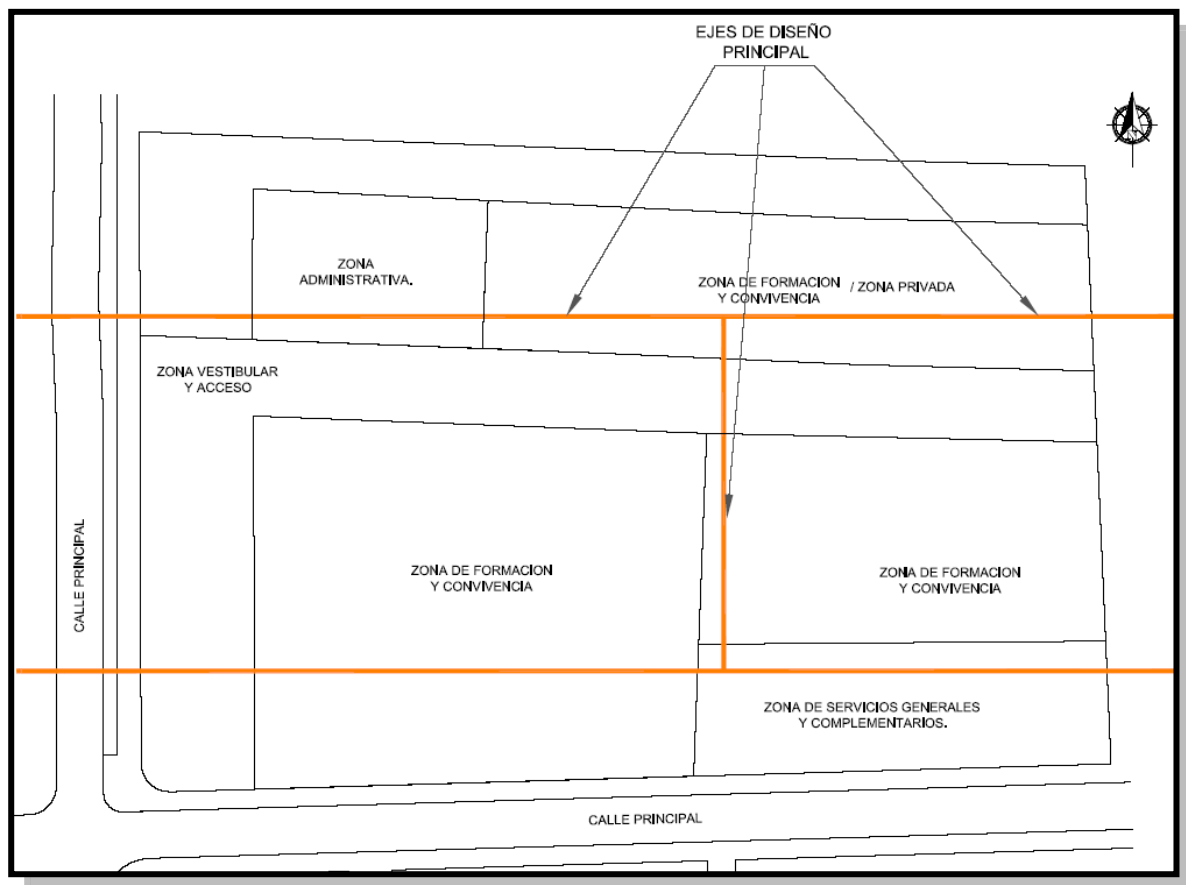 EJES DE DISEÑO
PRINCIPAL
ZONA
ADMINISTRATIVA.
ZONA DE FORMACION
Y CONVIVENCIA
/ ZONA PRIVADA
ZONA VESTIBULAR
Y ACCESO
CALLE PRINCIPAL
ZONA DE FORMACION
Y CONVIVENCIA
ZONA DE FORMACION
Y CONVIVENCIA
ZONA DE SERVICIOS GENERALES
Y COMPLEMENTARIOS.
CALLE PRINCIPAL